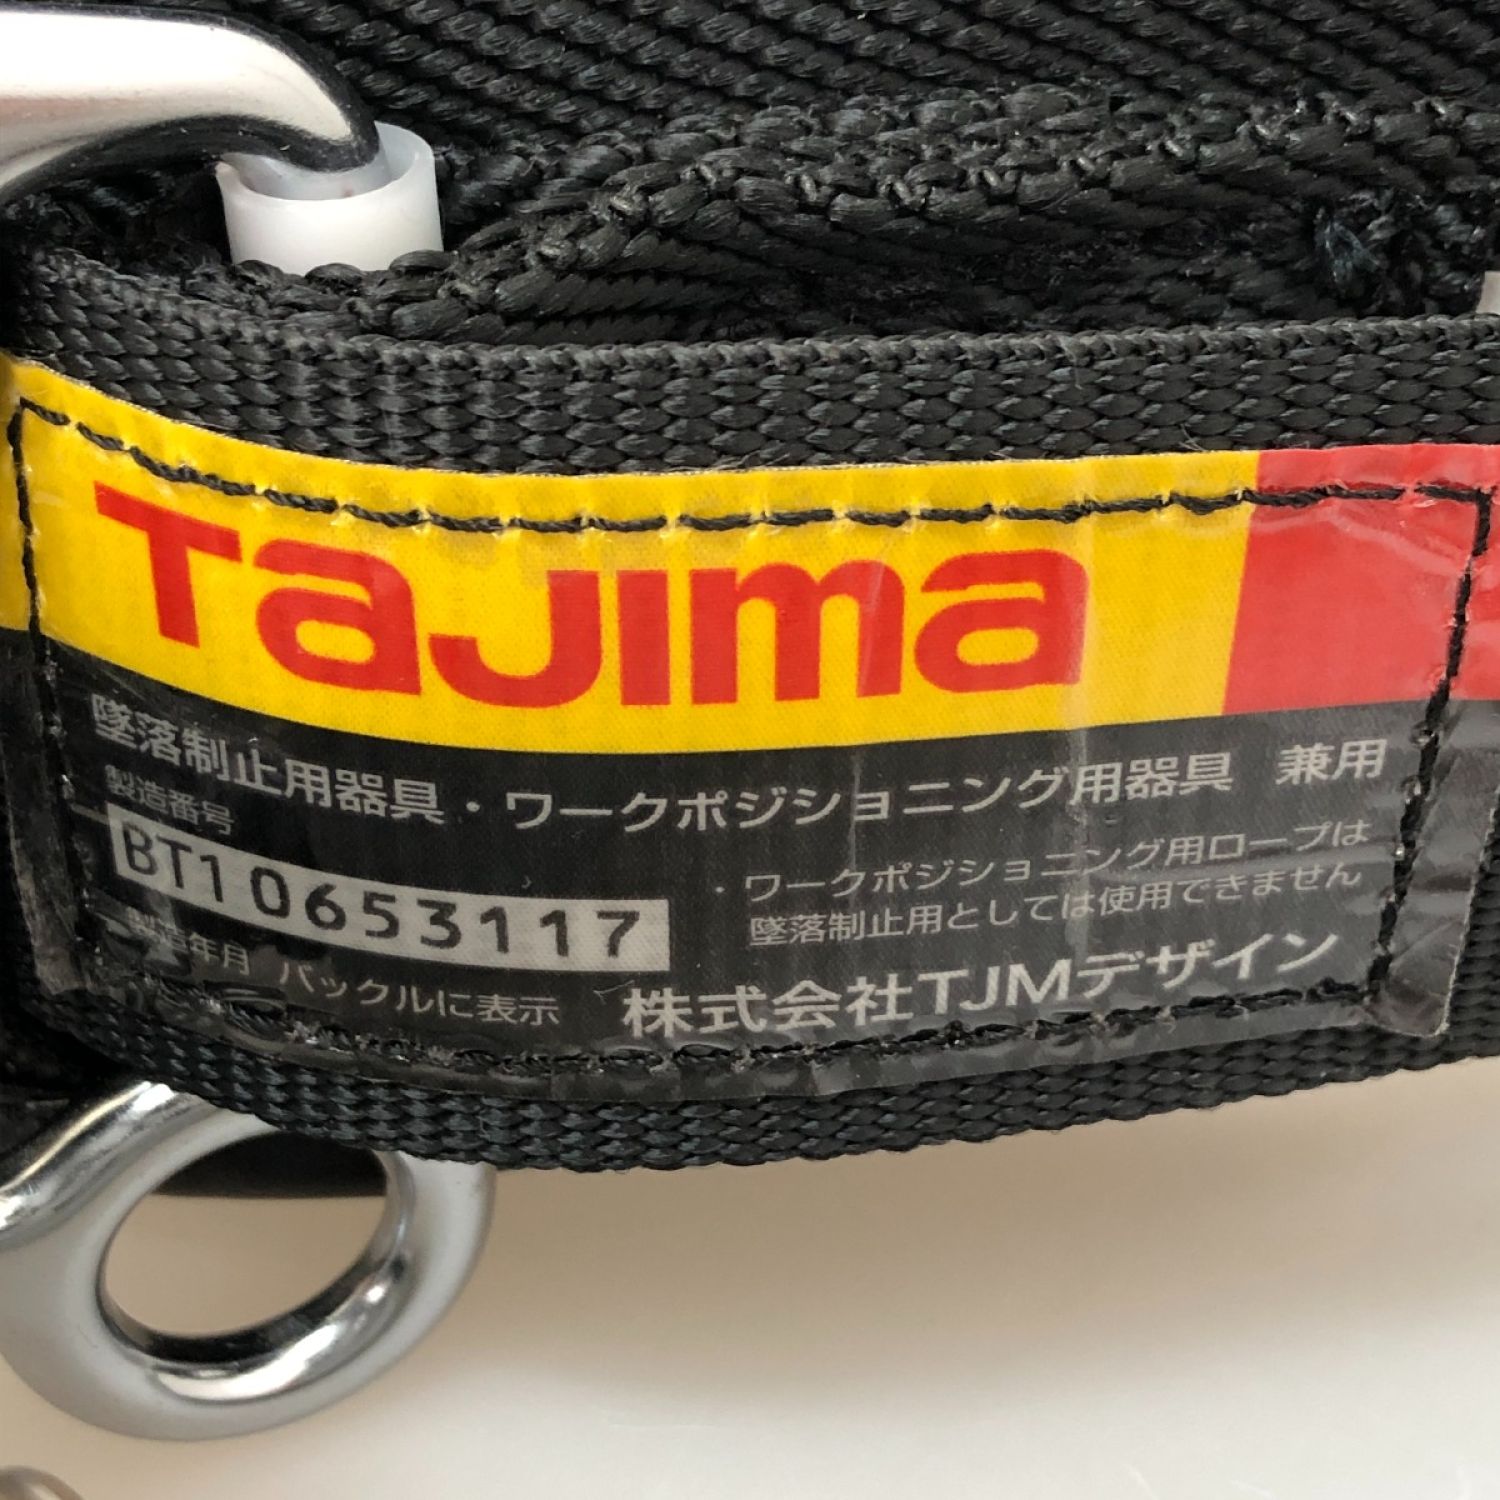 Tajima
墜落制止用器具・ワークポジショニング用器具 兼用
製造番号
BT10653117
・ワークポジショニング用ロープは
墜落制止用としては使用できません
製造年月 バックルに表示
株式会社TJMデザイン